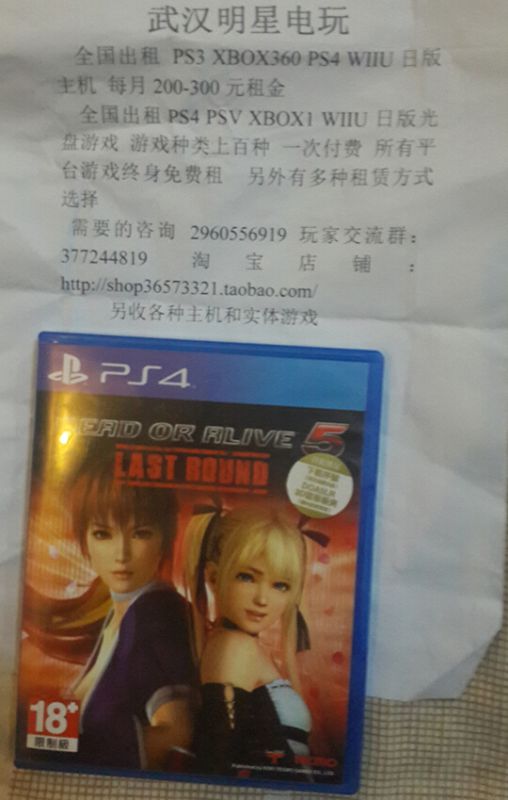 武汉明星电玩
全国出租 PS3 XBOX360 PS4 WIIU 日版
主机 每月 200-300 元租金
全国出租 PS4 PSV XBOX1 WIIU 日版光
盘游戏 游戏种类上百种 一次付费 所有平
台游戏终身免费租 另外有多种租赁方式
选择
需要的咨询 2960556919 玩家交流群：
377244819 淘宝店铺：
http://shop36573321.taobao.com/
另收各种主机和实体游戏
PS4
DEAD OR ALIVE 5
LAST ROUND
下載序號
DOA5LR
18+
限制級